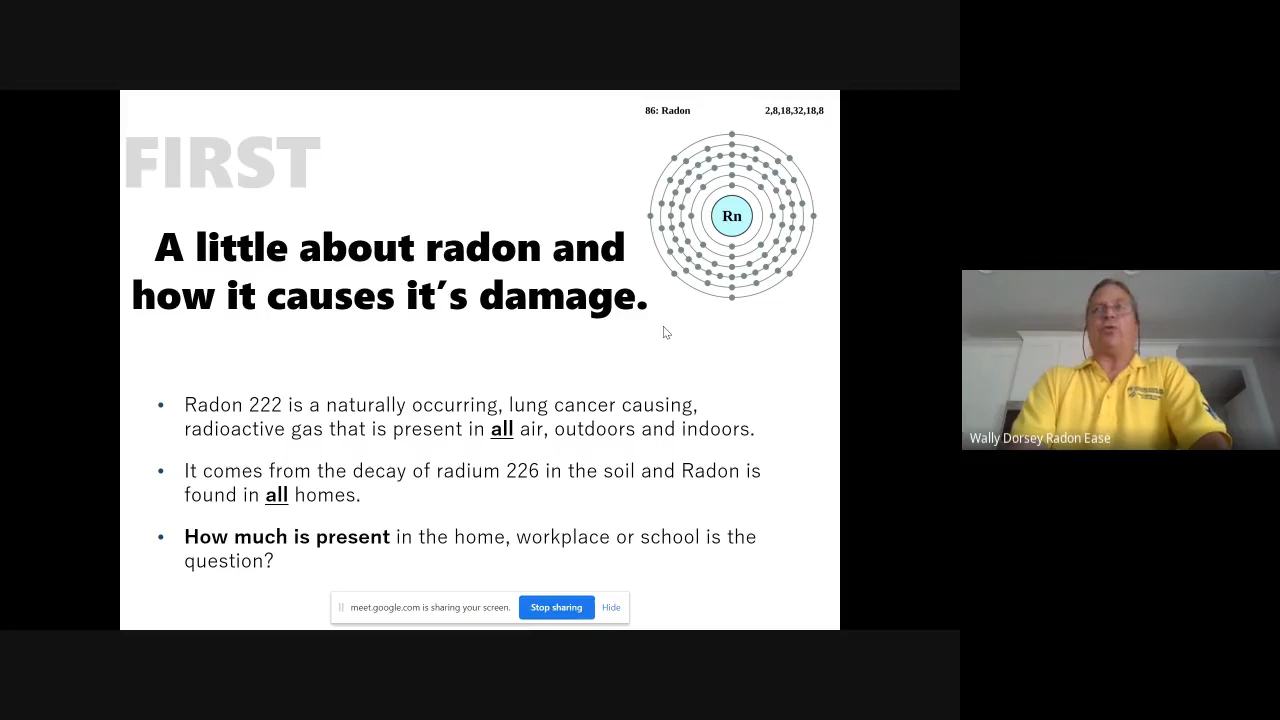 86: Radon 2,8,18,32,18,8
FIRST
Rn
A little about radon and
how it causes it’s damage.
• Radon 222 is a naturally occurring, lung cancer causing,
radioactive gas that is present in all air, outdoors and indoors.
• It comes from the decay of radium 226 in the soil and Radon is
found in all homes.
• How much is present in the home, workplace or school is the
question?
meet.google.com is sharing your screen. Stop sharing Hide
Wally Dorsey Radon Ease